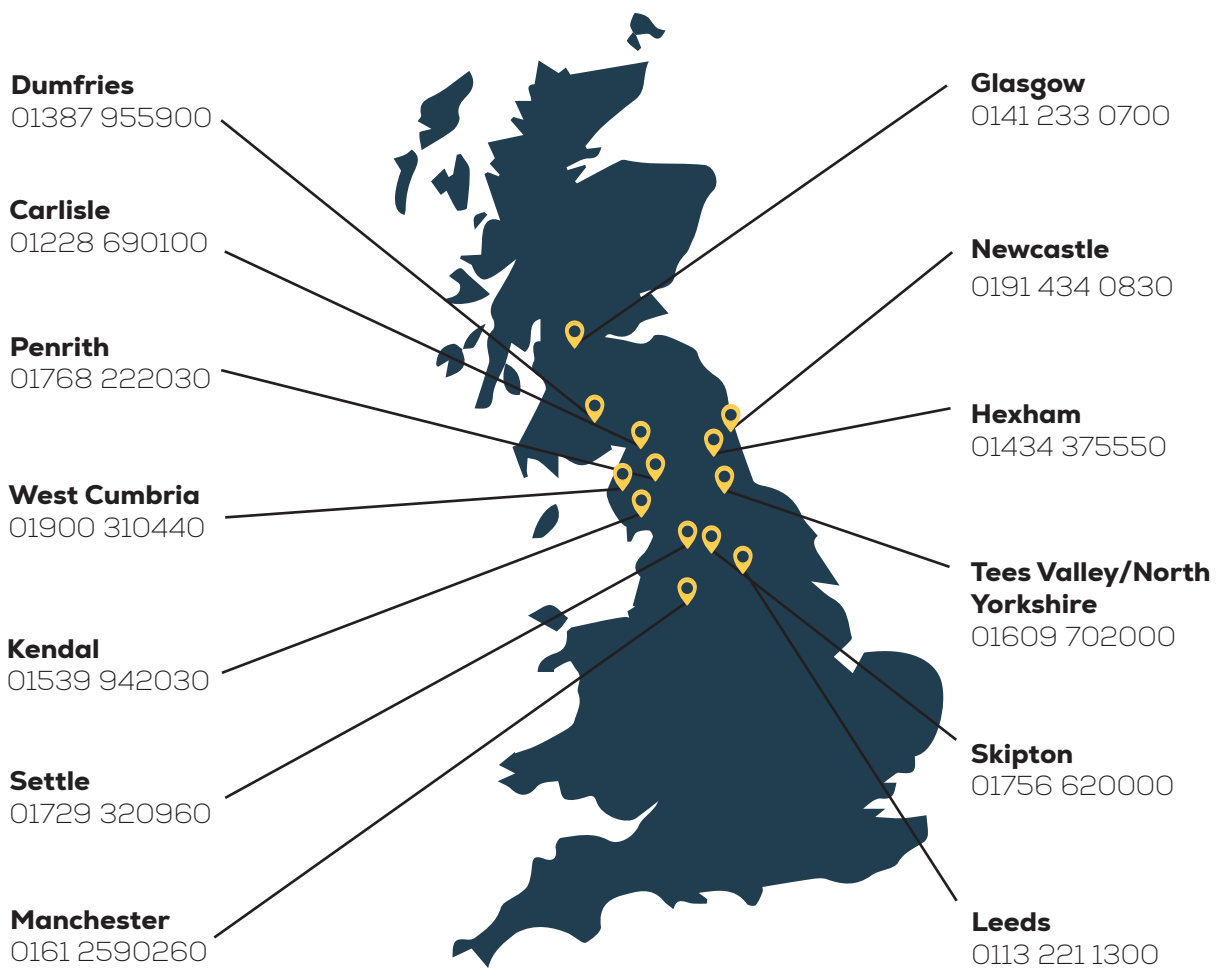 Dumfries
01387 955900
Carlisle
01228 690100
Penrith
01768 222030
West Cumbria
01900 310440
Kendal
01539 942030
Settle
01729 320960
Manchester
0161 2590260
Glasgow
0141 233 0700
Newcastle
0191 434 0830
Hexham
01434 375550
Tees Valley/North
Yorkshire
01609 702000
Skipton
01756 620000
Leeds
0113 221 1300